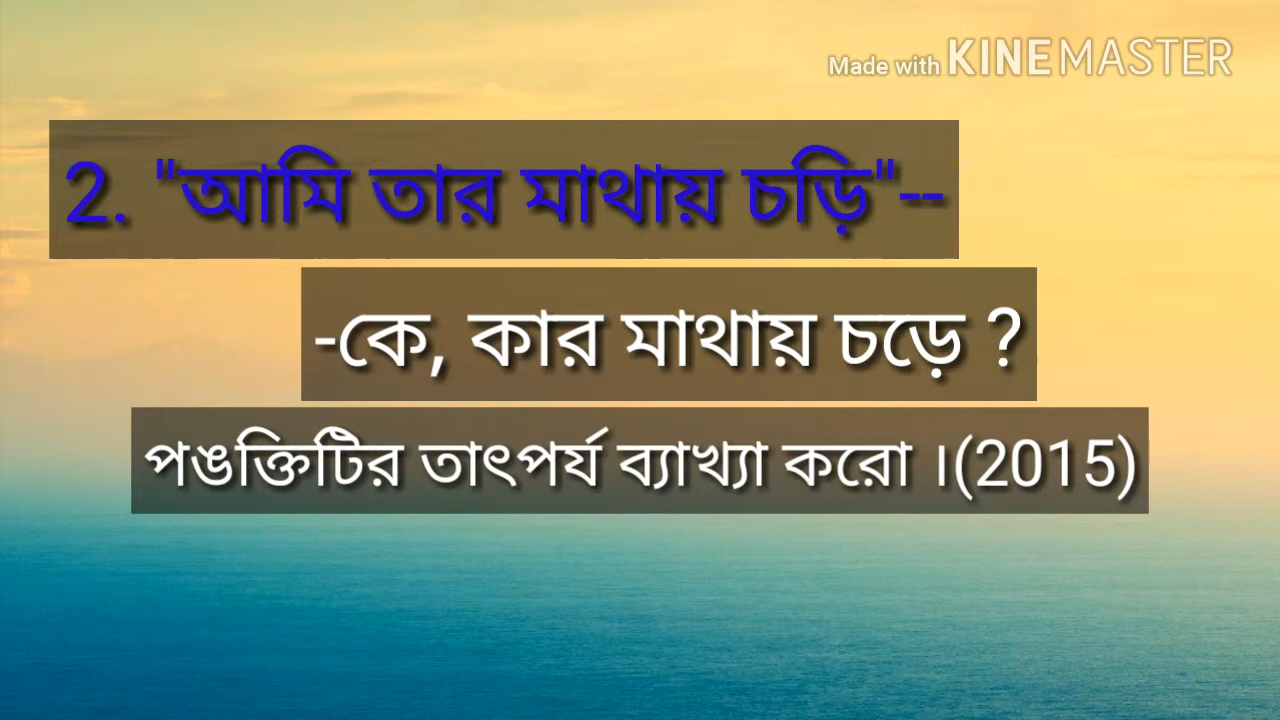 Made with KINEMASTER
2. "আমি তার মাথায় চড়ি"--
-কে, কার মাথায় চড়ে ?
পঙক্তিটির তাৎপর্য ব্যাখ্যা করো ।(2015)